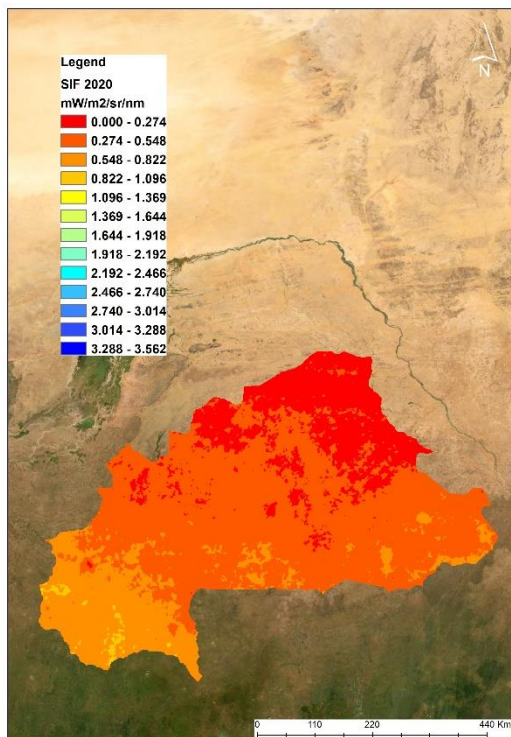 Legend
SIF 2020
mW/m2/sr/nm
0.000 - 0.274
0.274 - 0.548
0.548 - 0.822
0.822 - 1.096
1.096 - 1.369
1.369 - 1.644
1.644 - 1.918
1.918 - 2.192
2.192 - 2.466
2.466 - 2.740
2.740 - 3.014
3.014 - 3.288
3.288 - 3.562
N
0 110 220 440 Km